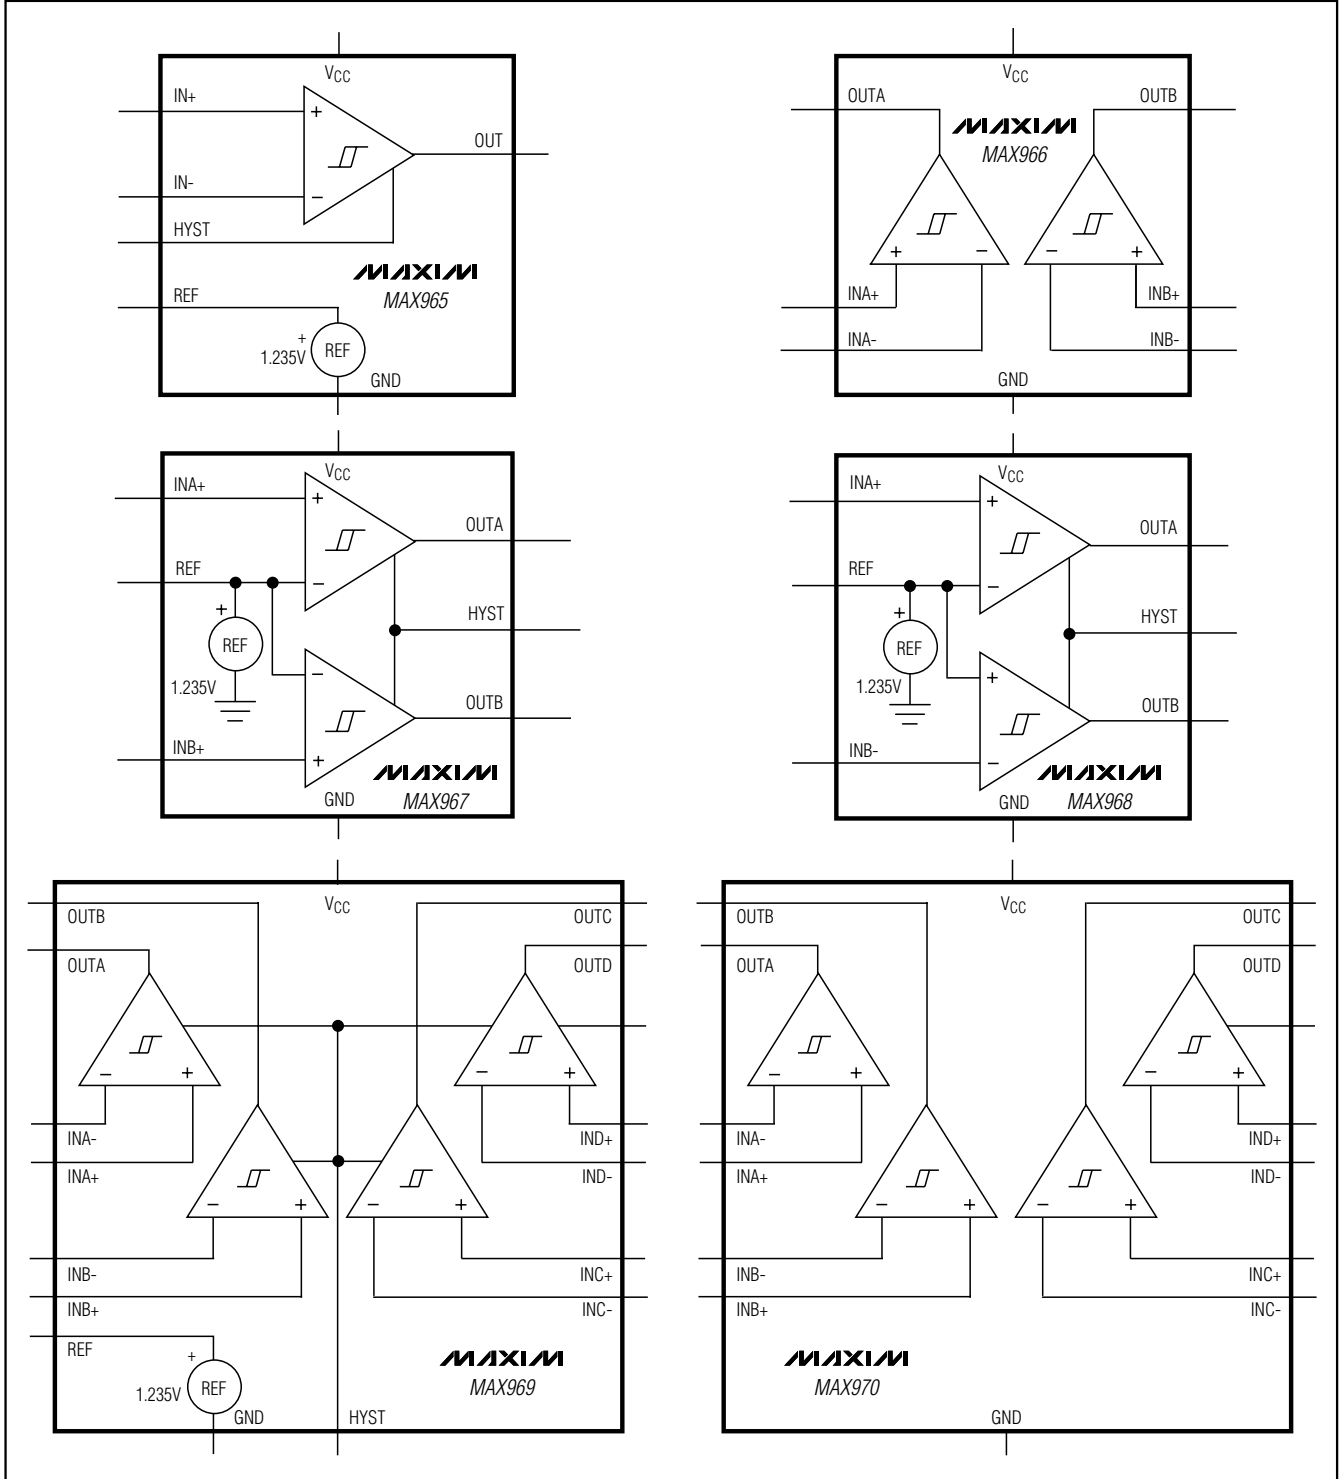 VCC
IN+
+
OUT
IN-
−
HYST
MAXIM
MAX965
REF
+
1.235V
REF
GND
VCC
OUTA
OUTB
MAXIM
MAX966
+
−
−
+
INA+
INB+
INA-
INB-
GND
VCC
INA+
+
OUTA
REF
−
+
HYST
REF
−
1.235V
OUTB
INB+
+
MAXIM
GND
MAX967
VCC
INA+
+
OUTA
REF
−
+
HYST
REF
+
1.235V
OUTB
INB-
−
MAXIM
GND
MAX968
VCC
OUTB
OUTC
OUTA
OUTD
−
+
−
+
INA-
IND+
INA+
IND-
−
+
−
+
INB-
INC+
INB+
INC-
REF
+
MAXIM
1.235V
REF
MAX969
GND
HYST
VCC
OUTB
OUTC
OUTA
OUTD
−
+
−
+
INA-
IND+
INA+
IND-
−
+
−
+
INB-
INC+
INB+
INC-
MAXIM
MAX970
GND